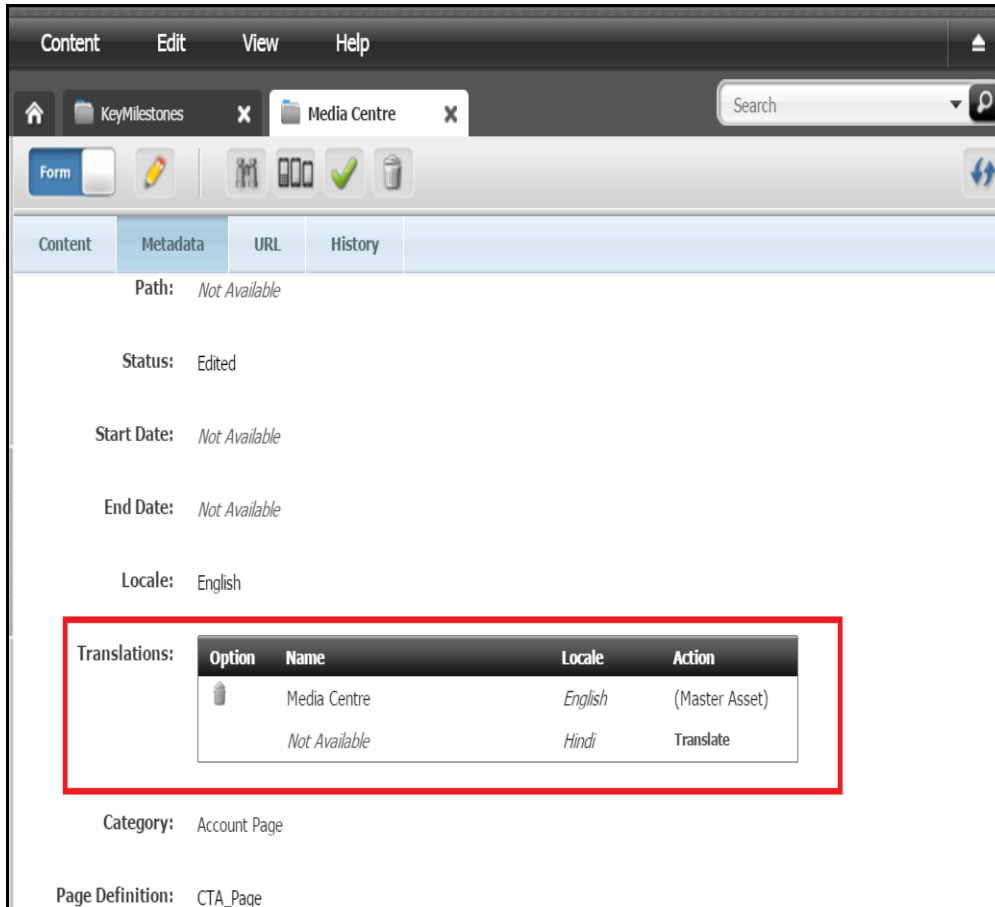 Content Edit View Help
KeyMilestones Media Centre Search
Form
Content Metadata URL History
Path: Not Available
Status: Edited
Start Date: Not Available
End Date: Not Available
Locale: English
Translations: Option Name Locale Action
Media Centre English (Master Asset)
Not Available Hindi Translate
Category: Account Page
Page Definition: CTA_Page